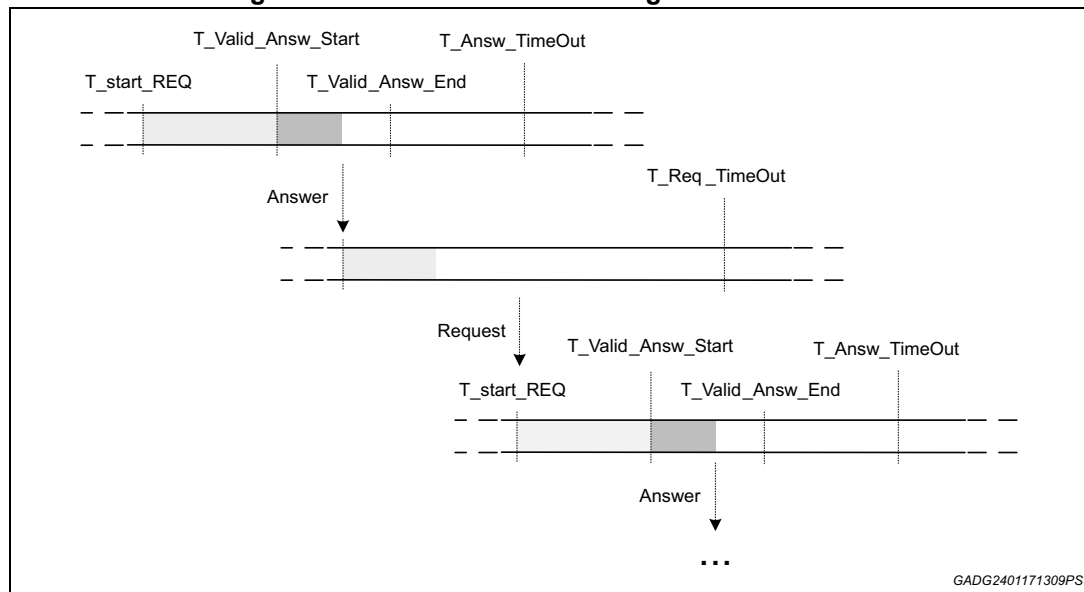 T_Valid_Answ_Start
T_Answ_TimeOut
T_start_REQ
T_Valid_Answ_End
Answer
T_Req_TimeOut
Request
T_Valid_Answ_Start
T_Answ_TimeOut
T_start_REQ
T_Valid_Answ_End
Answer
...
GADG2401171309PS